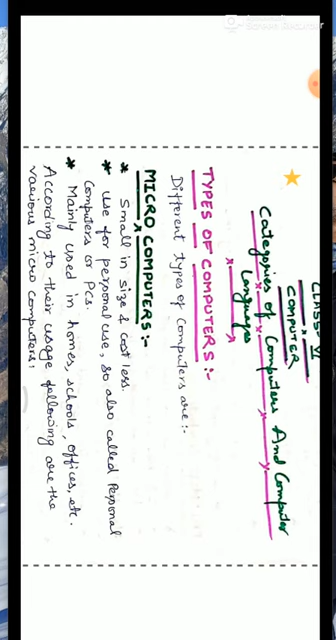 CLASS- VI
COMPUTER
Categories of Computers And Computer
Languages
TYPES OF COMPUTERS :-
Different types of Computers are :-
MICRO COMPUTERS :-
* Small in size & cost less
* Use for personal use, so also called Personal
Computers or PCs.
* Mainly used in homes, schools, offices, etc.
According to their usage following are the
various micro computers: